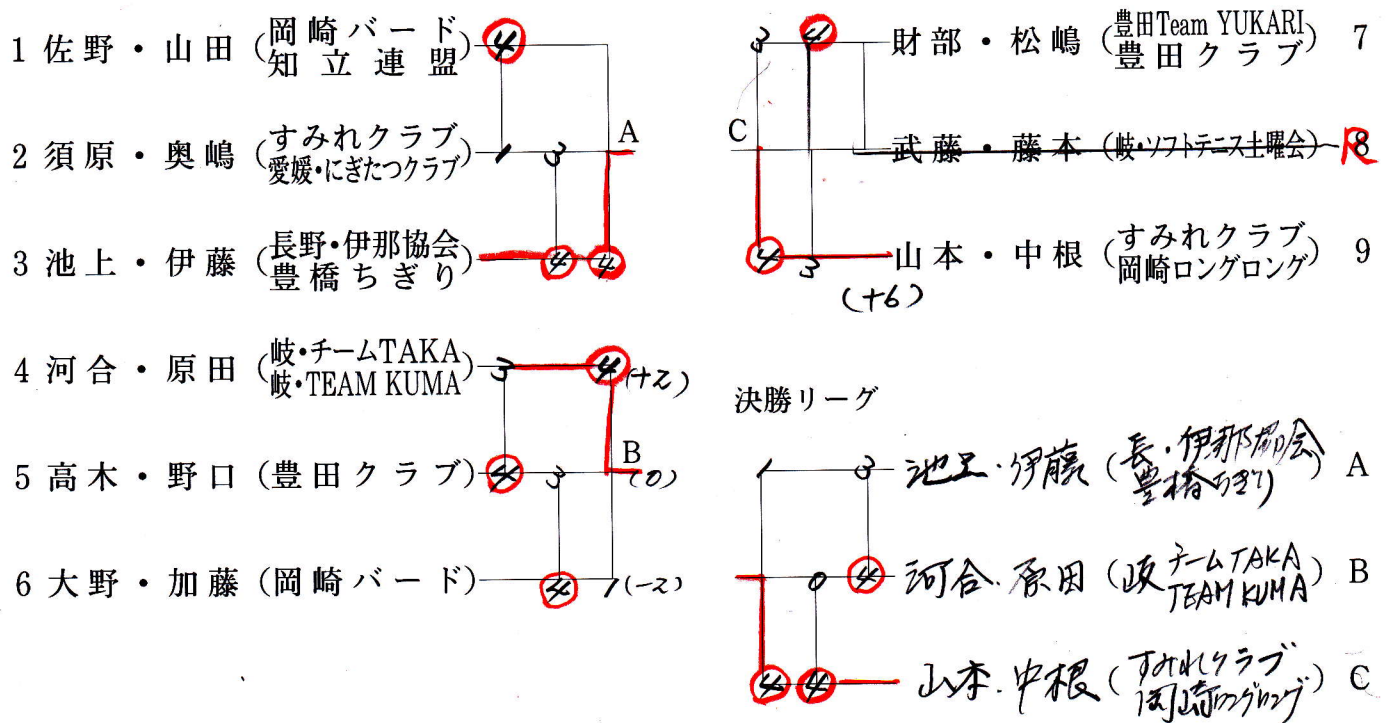 1 佐野・山田 (岡崎バード
知立連盟) ④
A
2 須原・奥嶋 (すみれクラブ
愛媛・にぎたつクラブ) 1 3
3 池上・伊藤 (長野・伊那協会
豊橋ちぎり) ④ ④
4 河合・原田 (岐・チームTAKA
岐・TEAM KUMA) 3 ④ (+2)
B
5 高木・野口 (豊田クラブ) ④ 3 (0)
6 大野・加藤 (岡崎バード) ④ 1 (-2)
3 ④ 財部・松嶋 (豊田Team YUKARI
豊田クラブ) 7
C
武藤・藤本 (岐・ソフトテニス土曜会) 8 R
④ 3 山本・中根 (すみれクラブ
岡崎ロングロング) 9
(+6)
決勝リーグ
1 3 池上・伊藤 (長・伊那協会
豊橋ちぎり) A
0 ④ 河合・原田 (岐 チームTAKA
TEAM KUMA) B
④ ④ 山本・中根 (すみれクラブ
岡崎ロングロング) C